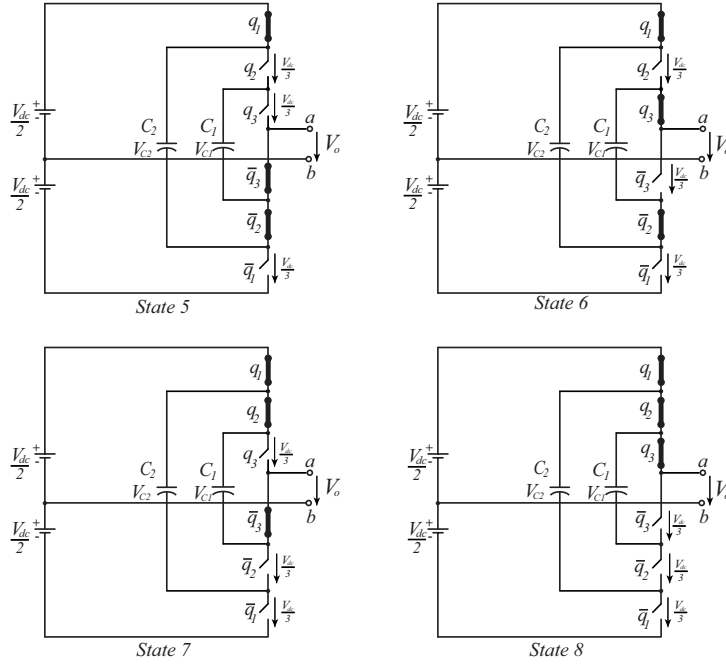 q1
q2 Vdc/3
q3 Vdc/3
Vdc/2 + -
C2 C1 a
VC2 VC1 Vo
b
Vdc/2 + -
q̅3
q̅2
q̅1 Vdc/3
State 5
q1
q2 Vdc/3
q3
Vdc/2 + -
C2 C1 a
VC2 VC1 Vo
b
Vdc/2 + -
q̅3 Vdc/3
q̅2
q̅1 Vdc/3
State 6
q1
q2
q3 Vdc/3
Vdc/2 + -
C2 C1 a
VC2 VC1 Vo
b
Vdc/2 + -
q̅3
q̅2 Vdc/3
q̅1 Vdc/3
State 7
q1
q2
q3
Vdc/2 + -
C2 C1 a
VC2 VC1 V
b
Vdc/2 + -
q̅3 Vdc/3
q̅2 Vdc/3
q̅1 Vdc/3
State 8